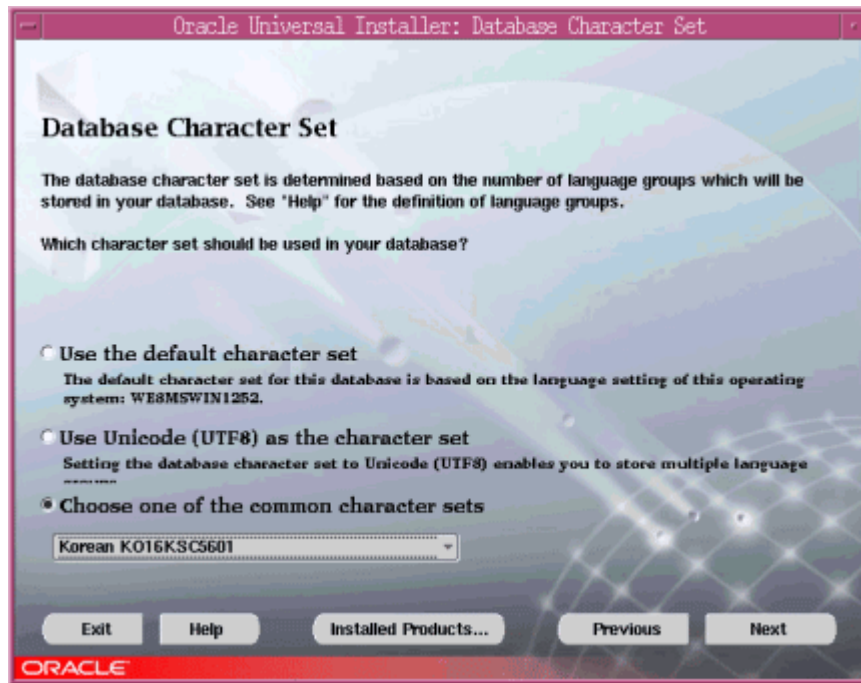 Oracle Universal Installer: Database Character Set
Database Character Set
The database character set is determined based on the number of language groups which will be
stored in your database. See "Help" for the definition of language groups.
Which character set should be used in your database?
Use the default character set
The default character set for this database is based on the language setting of this operating
system: WE8MSWIN1252.
Use Unicode (UTF8) as the character set
Setting the database character set to Unicode (UTF8) enables you to store multiple language
Choose one of the common character sets
Korean KO16KSC5601
Exit
Help
Installed Products...
Previous
Next
ORACLE